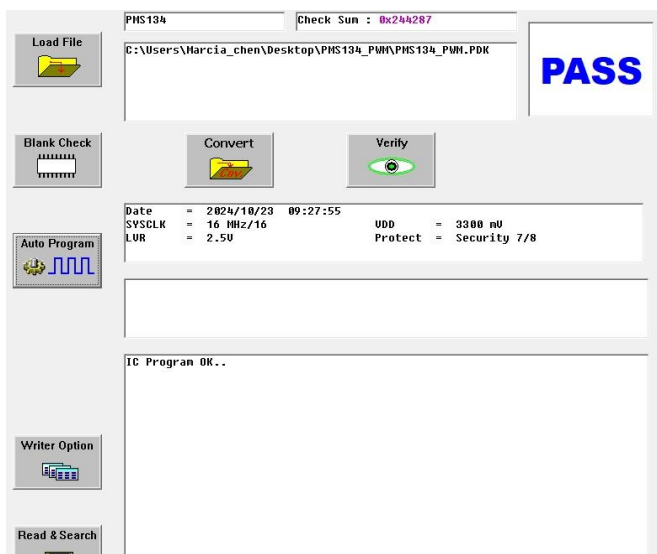 PMS134
Check Sum : 0x244287
Load File
C:\Users\Marcia_chen\Desktop\PMS134_PWM\PMS134_PWM.PDK
PASS
Blank Check
Convert
Cnv.
Verify
Date = 2024/10/23 09:27:55
SYSCLK = 16 MHz/16 VDD = 3300 mV
LVR = 2.5V Protect = Security 7/8
Auto Program
IC Program OK..
Writer Option
Read & Search